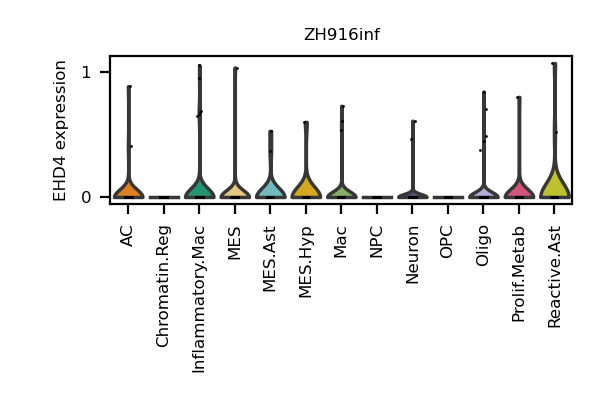 ZH916inf
EHD4 expression
1
0
AC
Chromatin.Reg
Inflammatory.Mac
MES
MES.Ast
MES.Hyp
Mac
NPC
Neuron
OPC
Oligo
Prolif.Metab
Reactive.Ast